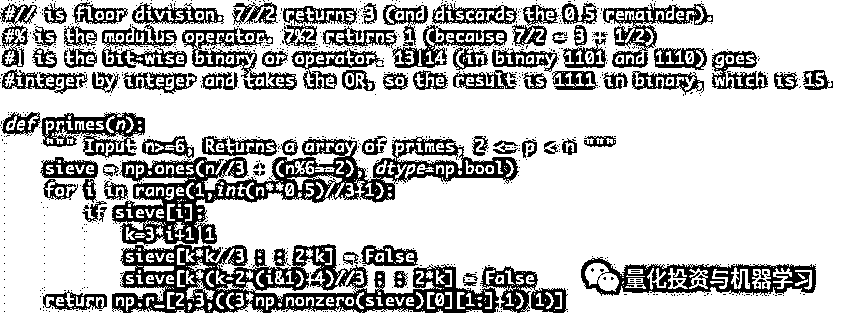 #// is floor division. 7//2 returns 3 (and discards the 0.5 remainder).
#% is the modulus operator. 7%2 returns 1 (because 7/2 = 3 + 1/2)
#| is the bit-wise binary or operator. 13|14 (in binary 1101 and 1110) goes
#integer by integer and takes the OR, so the result is 1111 in binary, which is 15.
def primes(n):
""" Input n>=6, Returns a array of primes, 2 <= p < n """
sieve = np.ones(n//3 + (n%6==2), dtype=np.bool)
for i in range(1,int(n**0.5)//3+1):
if sieve[i]:
k=3*i+1|1
sieve[k*k//3 : : 2*k] = False
sieve[k*(k-2*(i&1)+4)//3 : : 2*k] = False
return np.r_[2,3,((3*np.nonzero(sieve)[0][1:]+1)|1)]
量化投资与机器学习